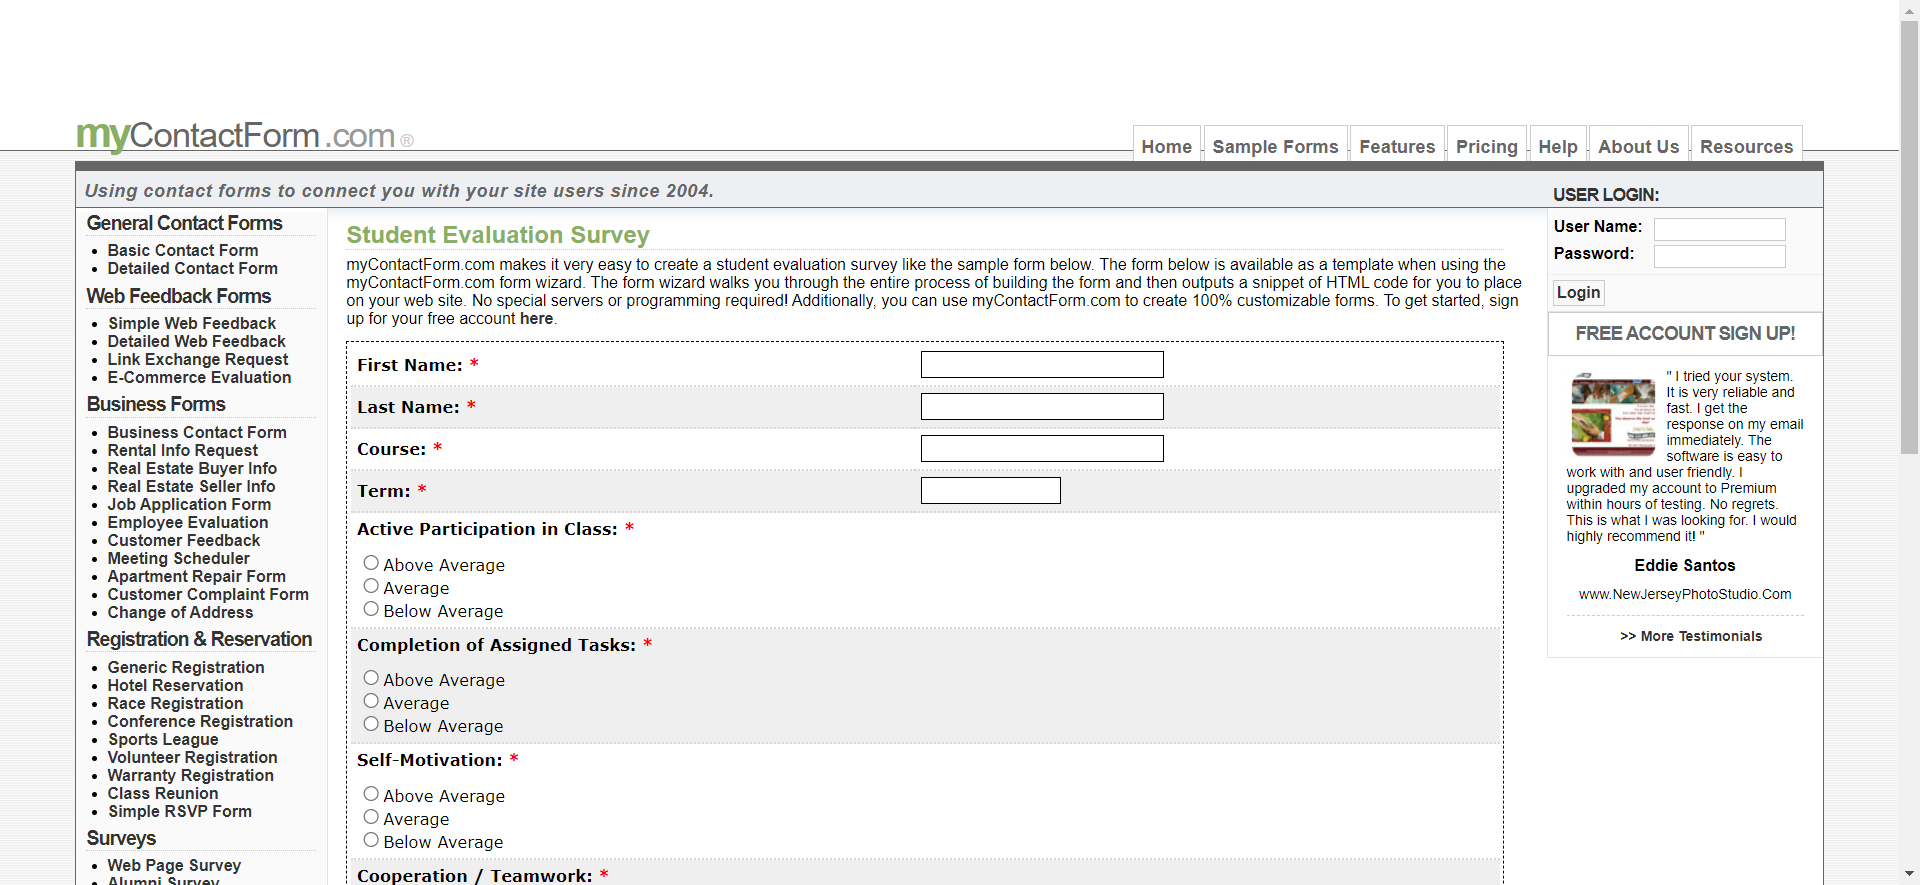 myContactForm.com®
Home
Sample Forms
Features
Pricing
Help
About Us
Resources
Using contact forms to connect you with your site users since 2004.
USER LOGIN:
General Contact Forms
Basic Contact Form
Detailed Contact Form
Web Feedback Forms
Simple Web Feedback
Detailed Web Feedback
Link Exchange Request
E-Commerce Evaluation
Business Forms
Business Contact Form
Rental Info Request
Real Estate Buyer Info
Real Estate Seller Info
Job Application Form
Employee Evaluation
Customer Feedback
Meeting Scheduler
Apartment Repair Form
Customer Complaint Form
Change of Address
Registration & Reservation
Generic Registration
Hotel Reservation
Race Registration
Conference Registration
Sports League
Volunteer Registration
Warranty Registration
Class Reunion
Simple RSVP Form
Surveys
Web Page Survey
Alumni Survey
Student Evaluation Survey
myContactForm.com makes it very easy to create a student evaluation survey like the sample form below. The form below is available as a template when using the
myContactForm.com form wizard. The form wizard walks you through the entire process of building the form and then outputs a snippet of HTML code for you to place
on your web site. No special servers or programming required! Additionally, you can use myContactForm.com to create 100% customizable forms. To get started, sign
up for your free account here.
First Name: *
Last Name: *
Course: *
Term: *
Active Participation in Class: *
Above Average
Average
Below Average
Completion of Assigned Tasks: *
Above Average
Average
Below Average
Self-Motivation: *
Above Average
Average
Below Average
Cooperation / Teamwork: *
User Name:
Password:
Login
FREE ACCOUNT SIGN UP!
" I tried your system.
It is very reliable and
fast. I get the
response on my email
immediately. The
software is easy to
work with and user friendly. I
upgraded my account to Premium
within hours of testing. No regrets.
This is what I was looking for. I would
highly recommend it! "
Eddie Santos
www.NewJerseyPhotoStudio.Com
>> More Testimonials